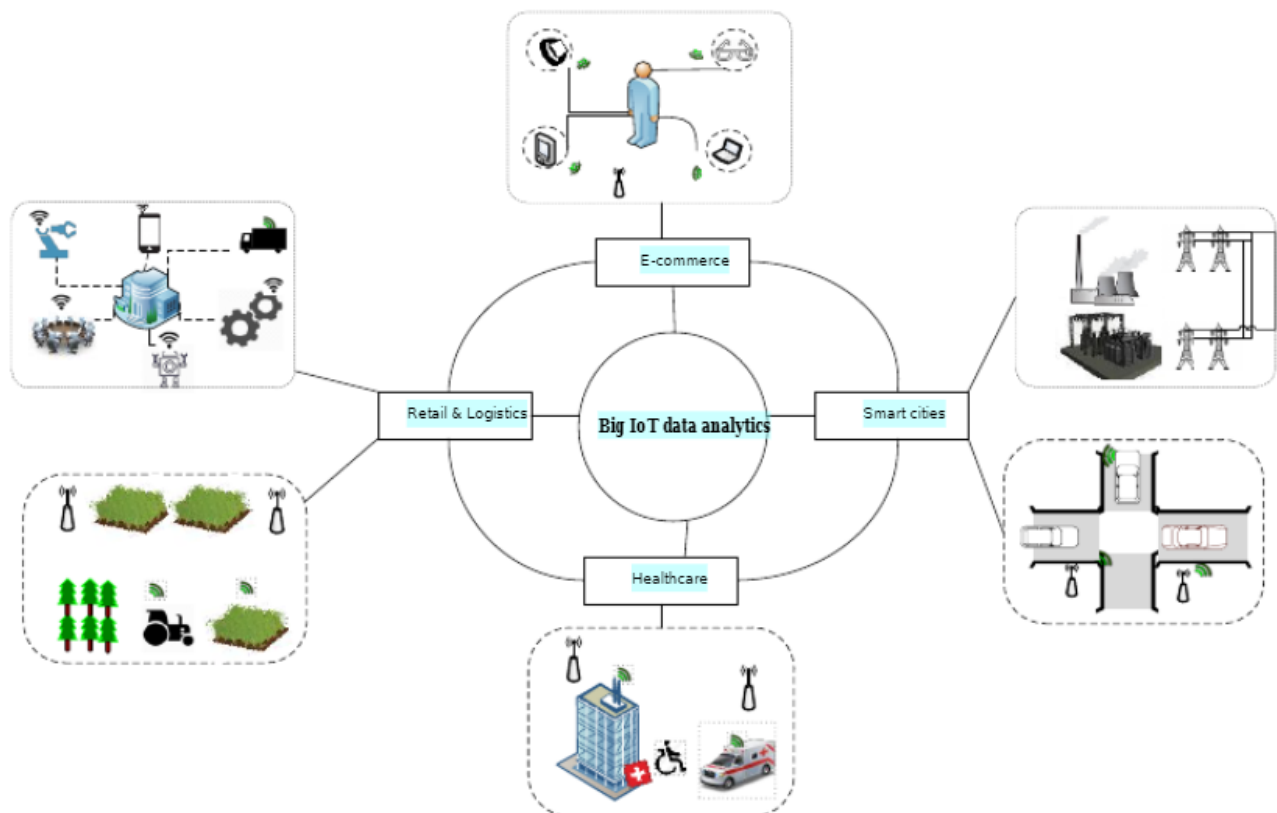 E-commerce
Retail & Logistics
Big IoT data analytics
Smart cities
Healthcare